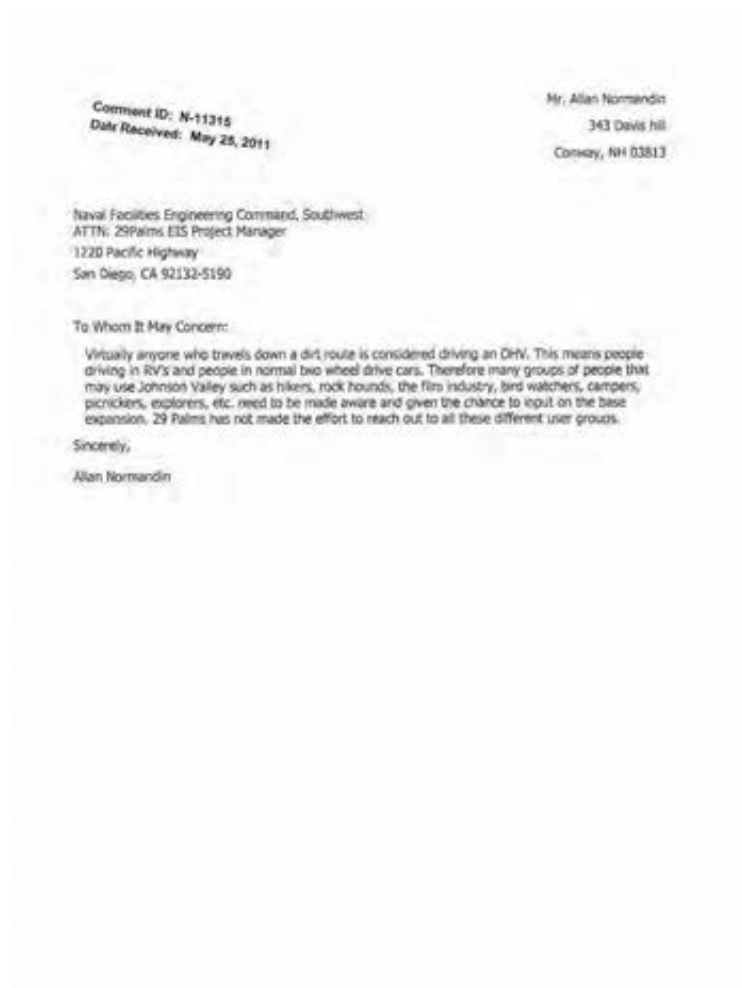 Comment ID: N-11315
Date Received: May 25, 2011
Mr. Allan Normandin
343 Davis hill
Conway, NH 03813
Naval Facilities Engineering Command, Southwest
ATTN: 29Palms EIS Project Manager
1220 Pacific Highway
San Diego, CA 92132-5190
To Whom It May Concern:
Virtually anyone who travels down a dirt route is considered driving an OHV. This means people
driving in RV's and people in normal two wheel drive cars. Therefore many groups of people that
may use Johnson Valley such as hikers, rock hounds, the film industry, bird watchers, campers,
picnickers, explorers, etc. need to be made aware and given the chance to input on the base
expansion. 29 Palms has not made the effort to reach out to all these different user groups.
Sincerely,
Allan Normandin